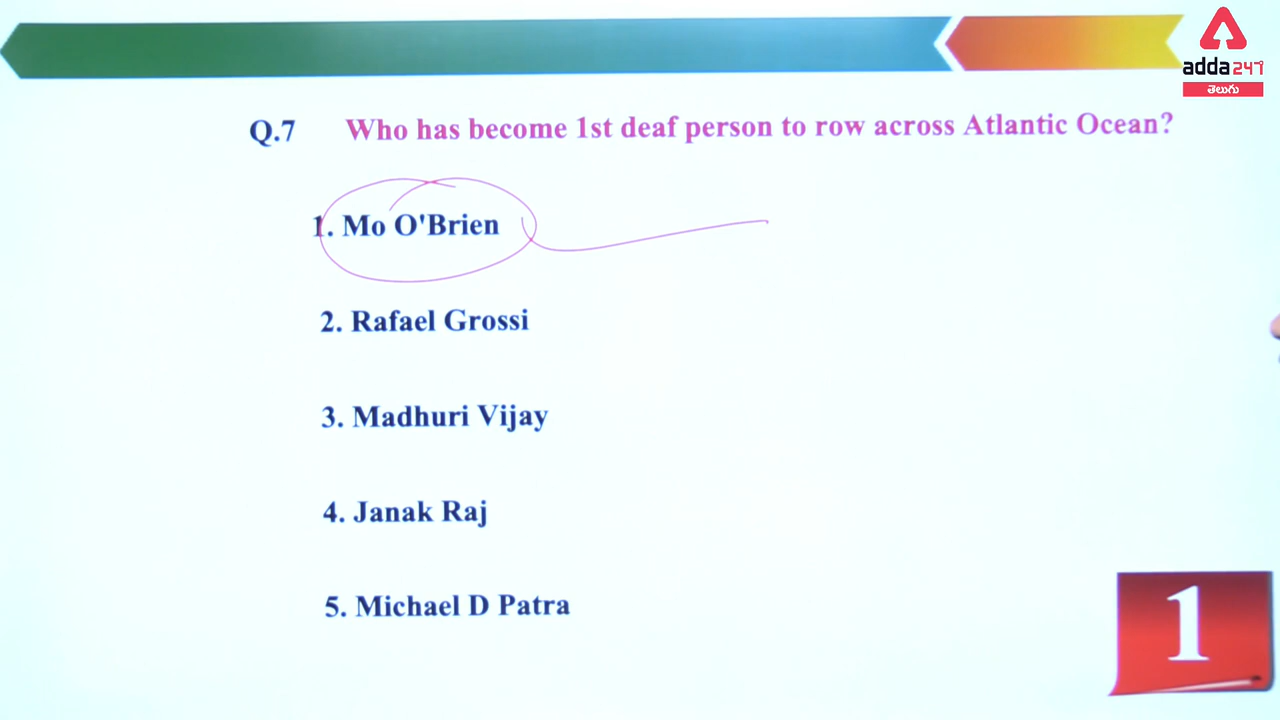 adda247
తెలుగు
Q.7 Who has become 1st deaf person to row across Atlantic Ocean?
1. Mo O'Brien
2. Rafael Grossi
3. Madhuri Vijay
4. Janak Raj
5. Michael D Patra
1